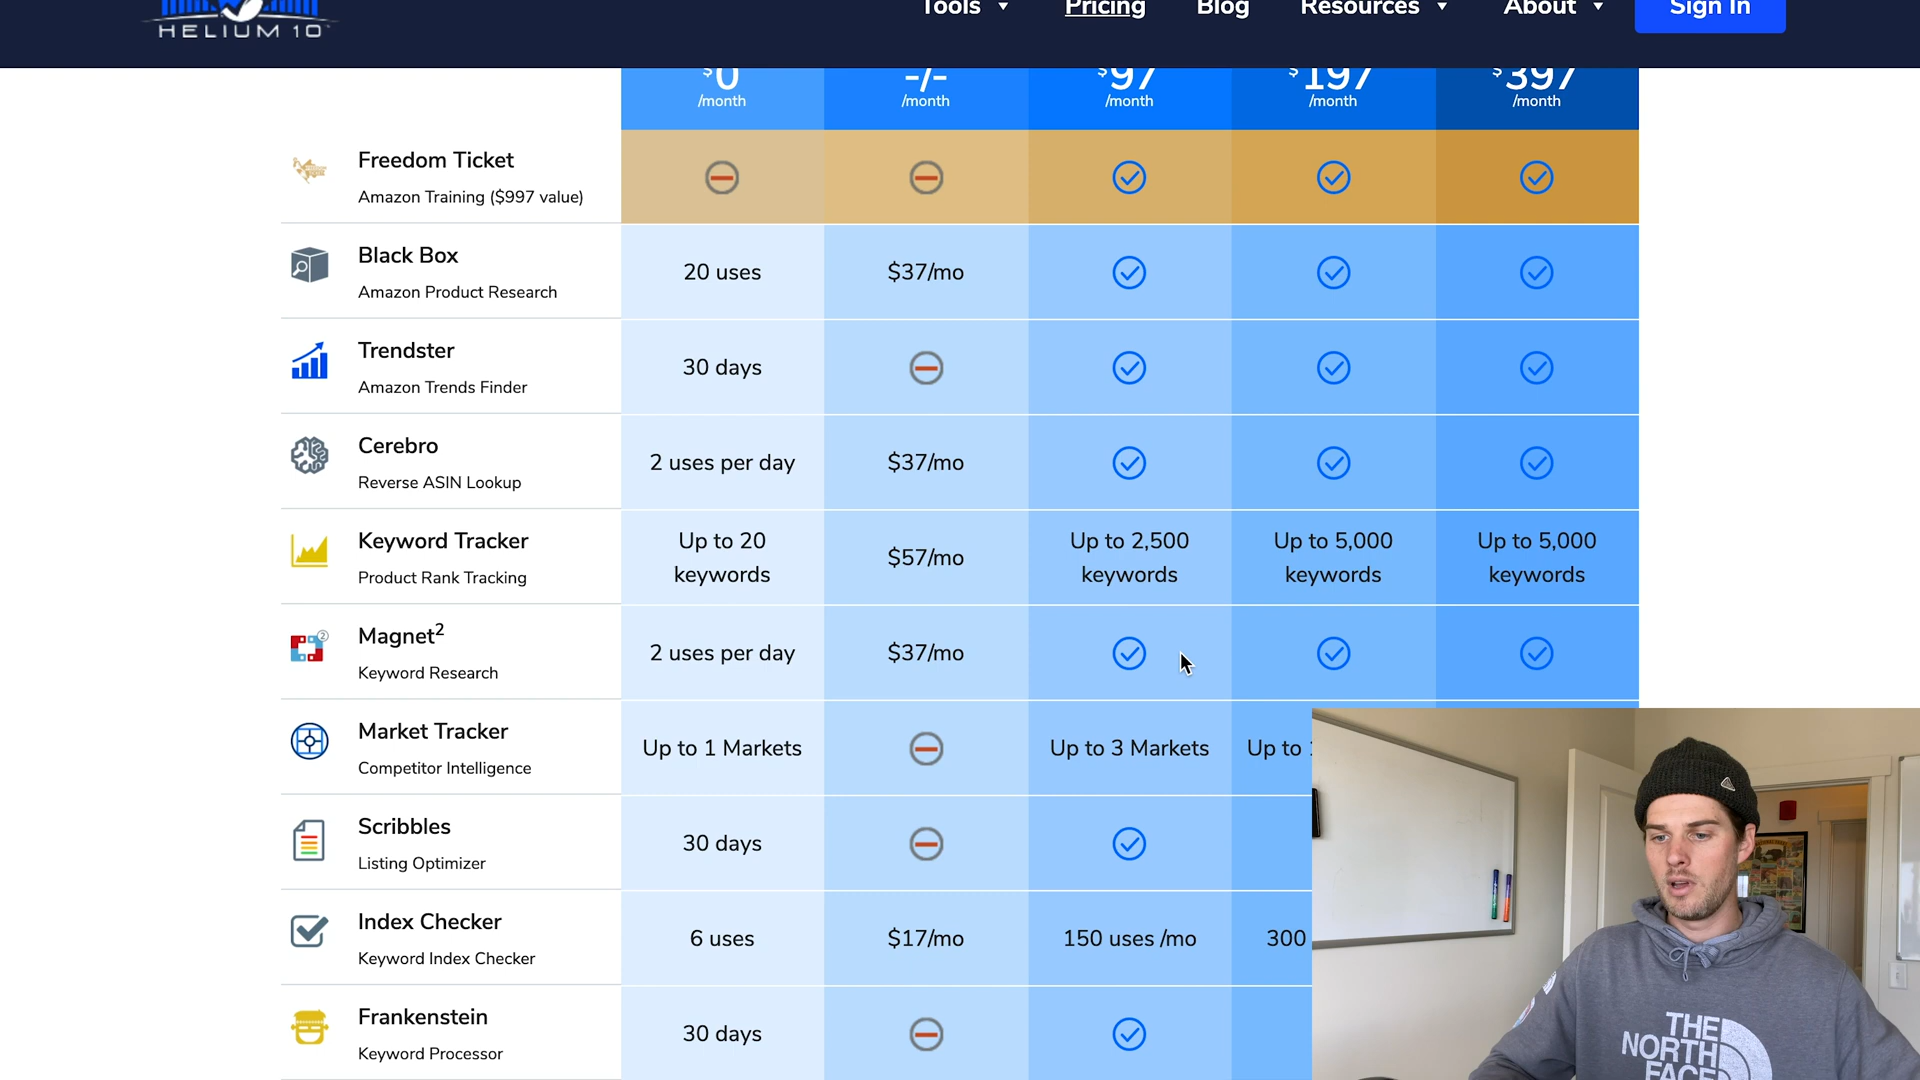 HELIUM 10
Tools ▼ Pricing Blog Resources ▼ About ▼ Sign In
$0 -/- $97 $197 $397
/month /month /month /month /month
Freedom Ticket
Amazon Training ($997 value)
Black Box
Amazon Product Research
20 uses $37/mo
Trendster
Amazon Trends Finder
30 days
Cerebro
Reverse ASIN Lookup
2 uses per day $37/mo
Keyword Tracker
Product Rank Tracking
Up to 20 keywords $57/mo Up to 2,500 keywords Up to 5,000 keywords Up to 5,000 keywords
Magnet²
Keyword Research
2 uses per day $37/mo
Market Tracker
Competitor Intelligence
Up to 1 Markets Up to 3 Markets Up to
Scribbles
Listing Optimizer
30 days
Index Checker
Keyword Index Checker
6 uses $17/mo 150 uses /mo 300
Frankenstein
Keyword Processor
30 days
THE
NORTH
FACE